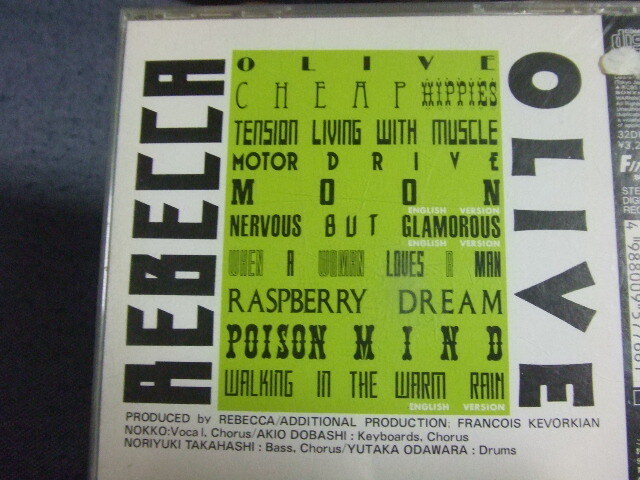 REBECCA
OLIVE
CHEAP HIPPIES
TENSION LIVING WITH MUSCLE
MOTOR DRIVE
MOON
ENGLISH VERSION
NERVOUS BUT GLAMOROUS
ENGLISH VERSION
WHEN A WOMAN LOVES A MAN
RASPBERRY DREAM
POISON MIND
WALKING IN THE WARM RAIN
ENGLISH VERSION
OLIVE
PRODUCED by REBECCA/ADDITIONAL PRODUCTION: FRANCOIS KEVORKIAN
NOKKO:Vocal, Chorus/AKIO DOBASHI : Keyboards, Chorus
NORIYUKI TAKAHASHI : Bass, Chorus/YUTAKA ODAWARA : Drums